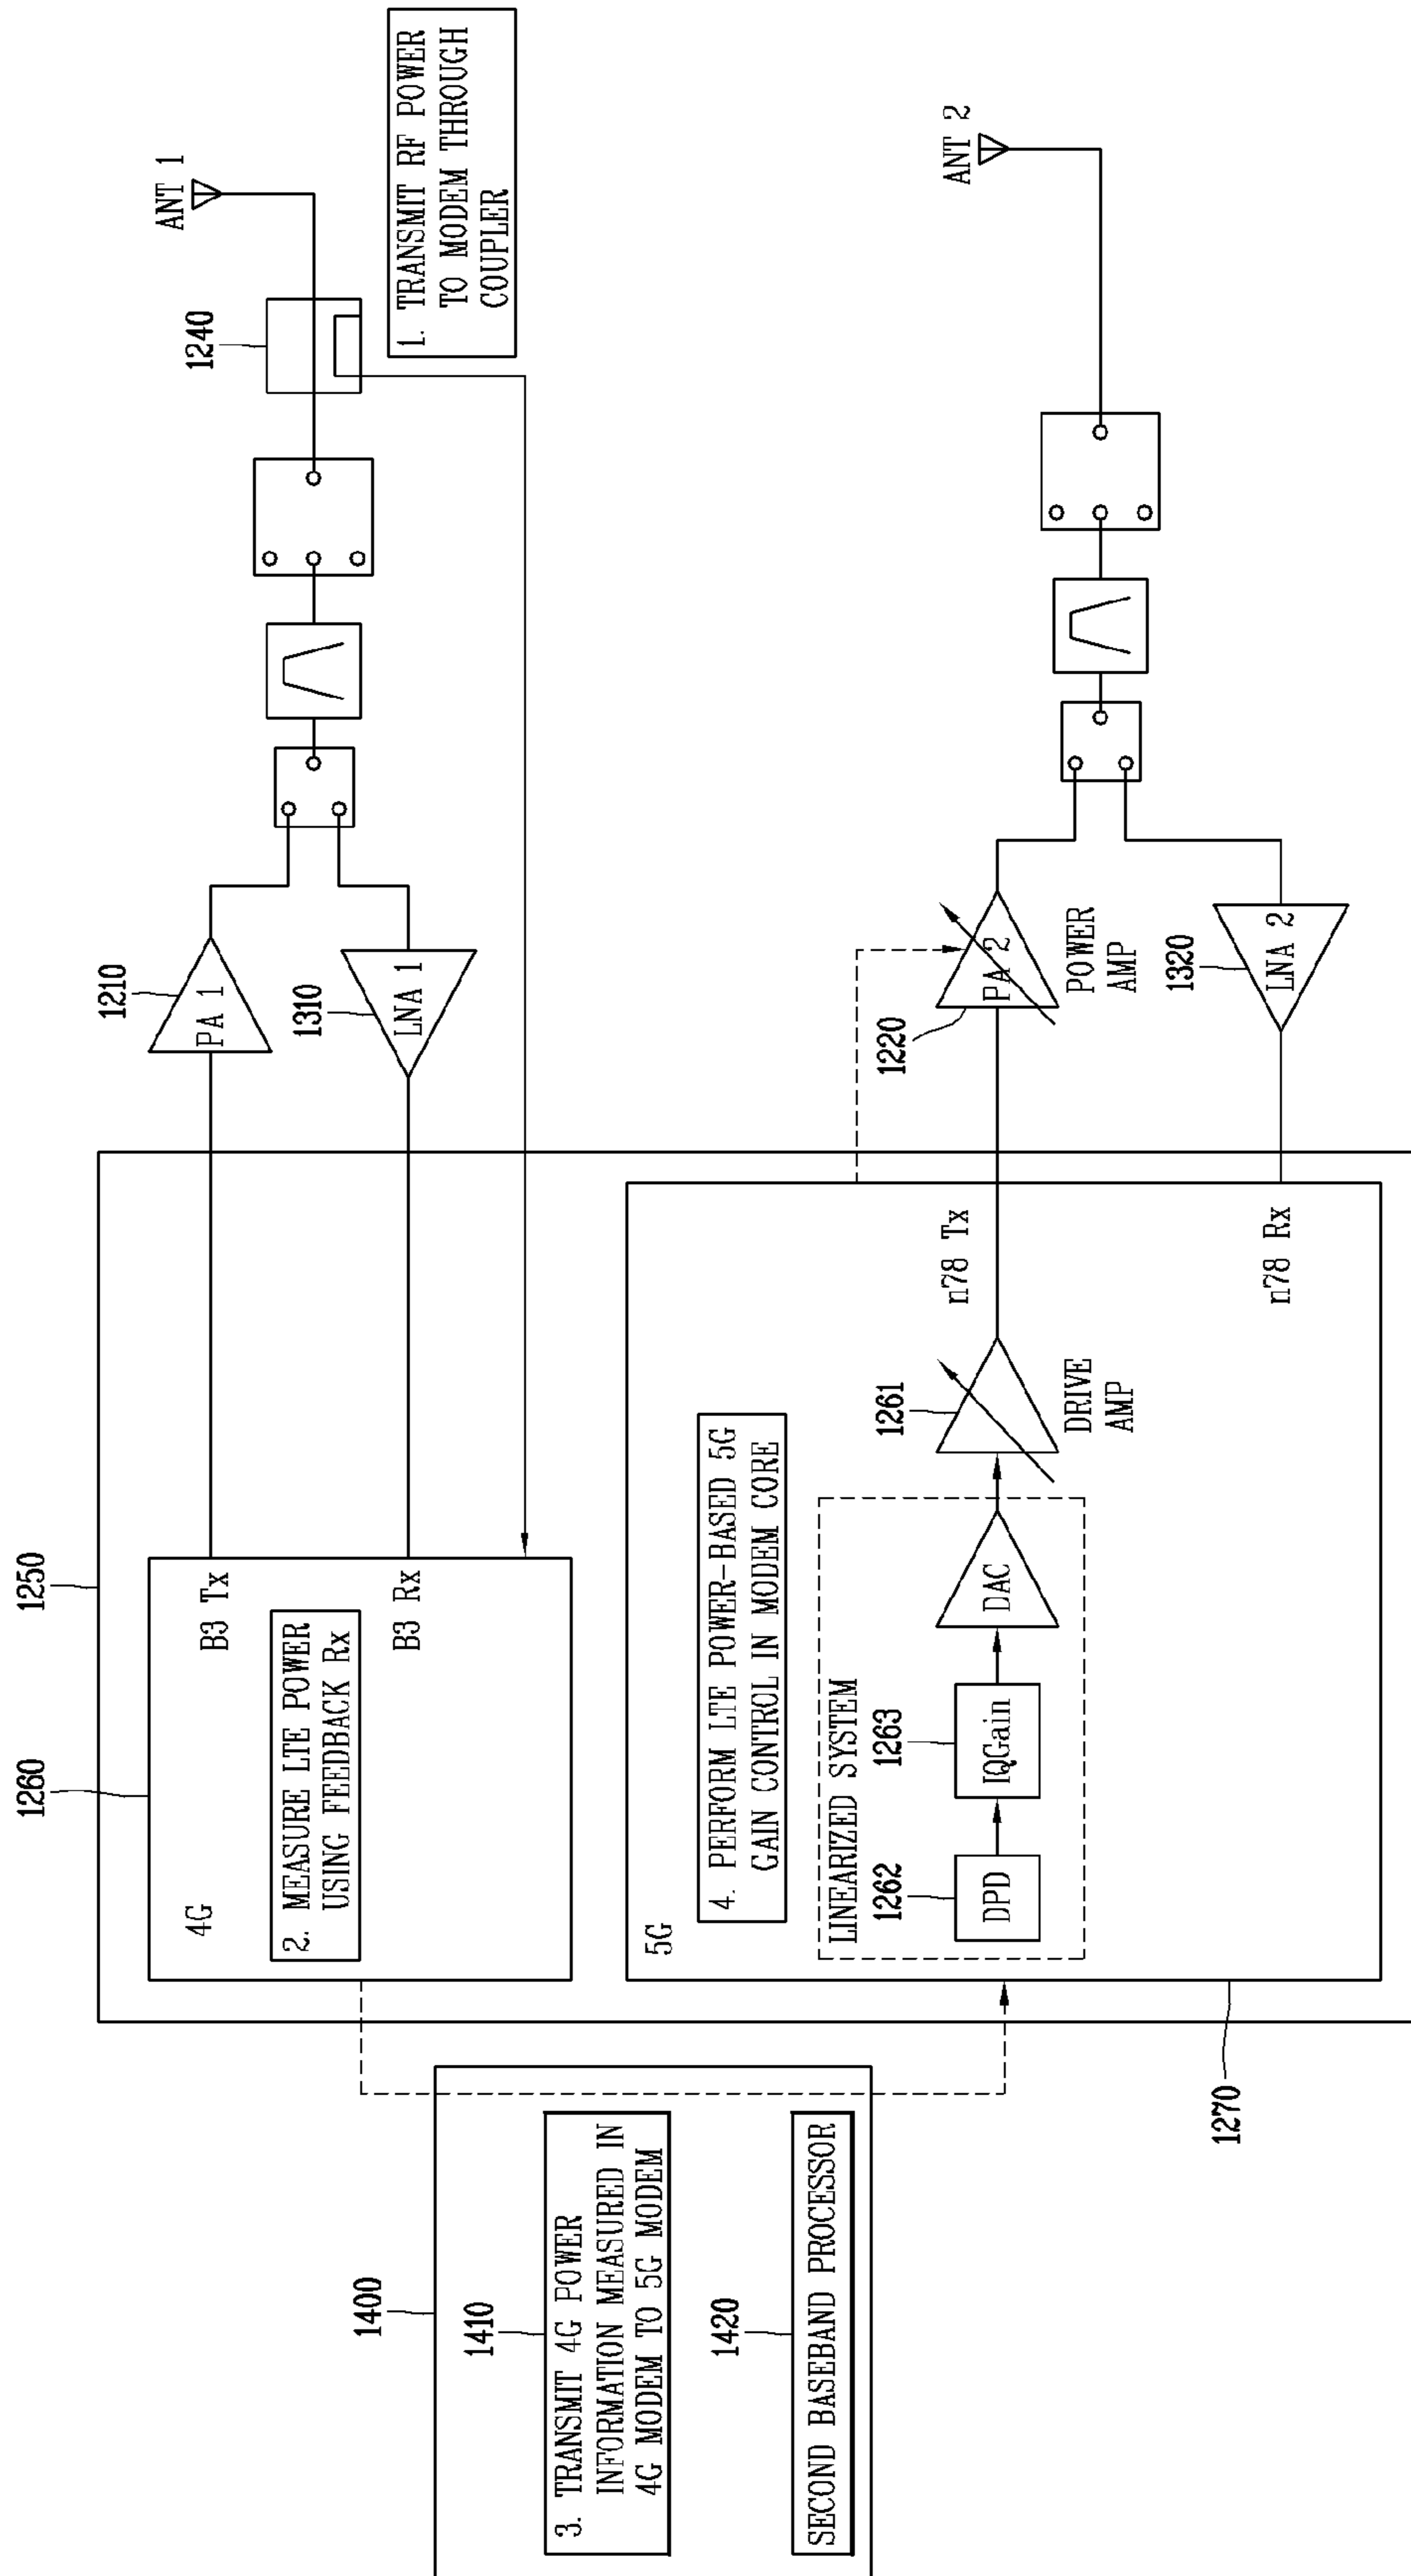 1400
1410
3. TRANSMIT 4G POWER
INFORMATION MEASURED IN
4G MODEM TO 5G MODEM
1420
SECOND BASEBAND PROCESSOR
1250
1260
4G
2. MEASURE LTE POWER
USING FEEDBACK Rx
B3 Tx
B3 Rx
1210
PA 1
1310
LNA 1
1240
ANT 1
1. TRANSMIT RF POWER
TO MODEM THROUGH
COUPLER
1270
5G
4. PERFORM LTE POWER-BASED 5G
GAIN CONTROL IN MODEM CORE
LINEARIZED SYSTEM
1262
DPD
1263
IQGain
DAC
1261
DRIVE
AMP
n78 Tx
n78 Rx
1220
PA 2
POWER
AMP
1320
LNA 2
ANT 2